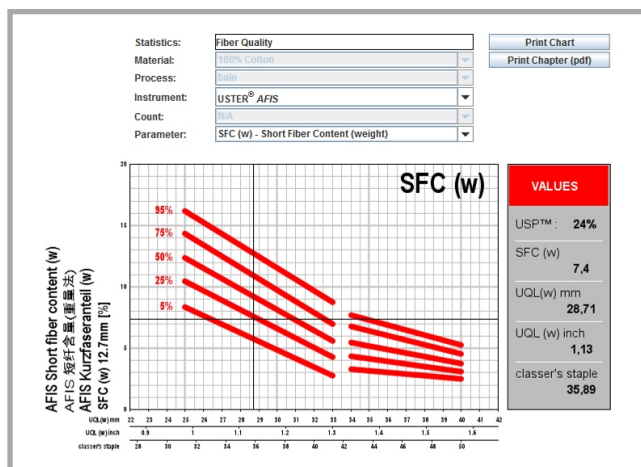 Statistics: Fiber Quality Print Chart
Material: 100% Cotton Print Chapter (pdf)
Process: bale
Instrument: USTER® AFIS
Count: N/A
Parameter: SFC (w) - Short Fiber Content (weight)
SFC (w)
20
15
10
5
0
95%
75%
50%
25%
5%
AFIS Short fiber content (w)
AFIS 短纤含量(重量法)
AFIS Kurzfaseranteil (w)
SFC (w) 12.7mm [%]
UQL (w) mm 22 23 24 25 26 27 28 29 30 31 32 33 34 35 36 37 38 39 40 41 42
UQL (w) inch 0.9 1 1.1 1.2 1.3 1.4 1.5 1.6
classer's staple 28 30 32 34 36 38 40 42 44 46 48 50
VALUES
USP™ : 24%
SFC (w)
7,4
UQL(w) mm
28,71
UQL (w) inch
1,13
classer's staple
35,89